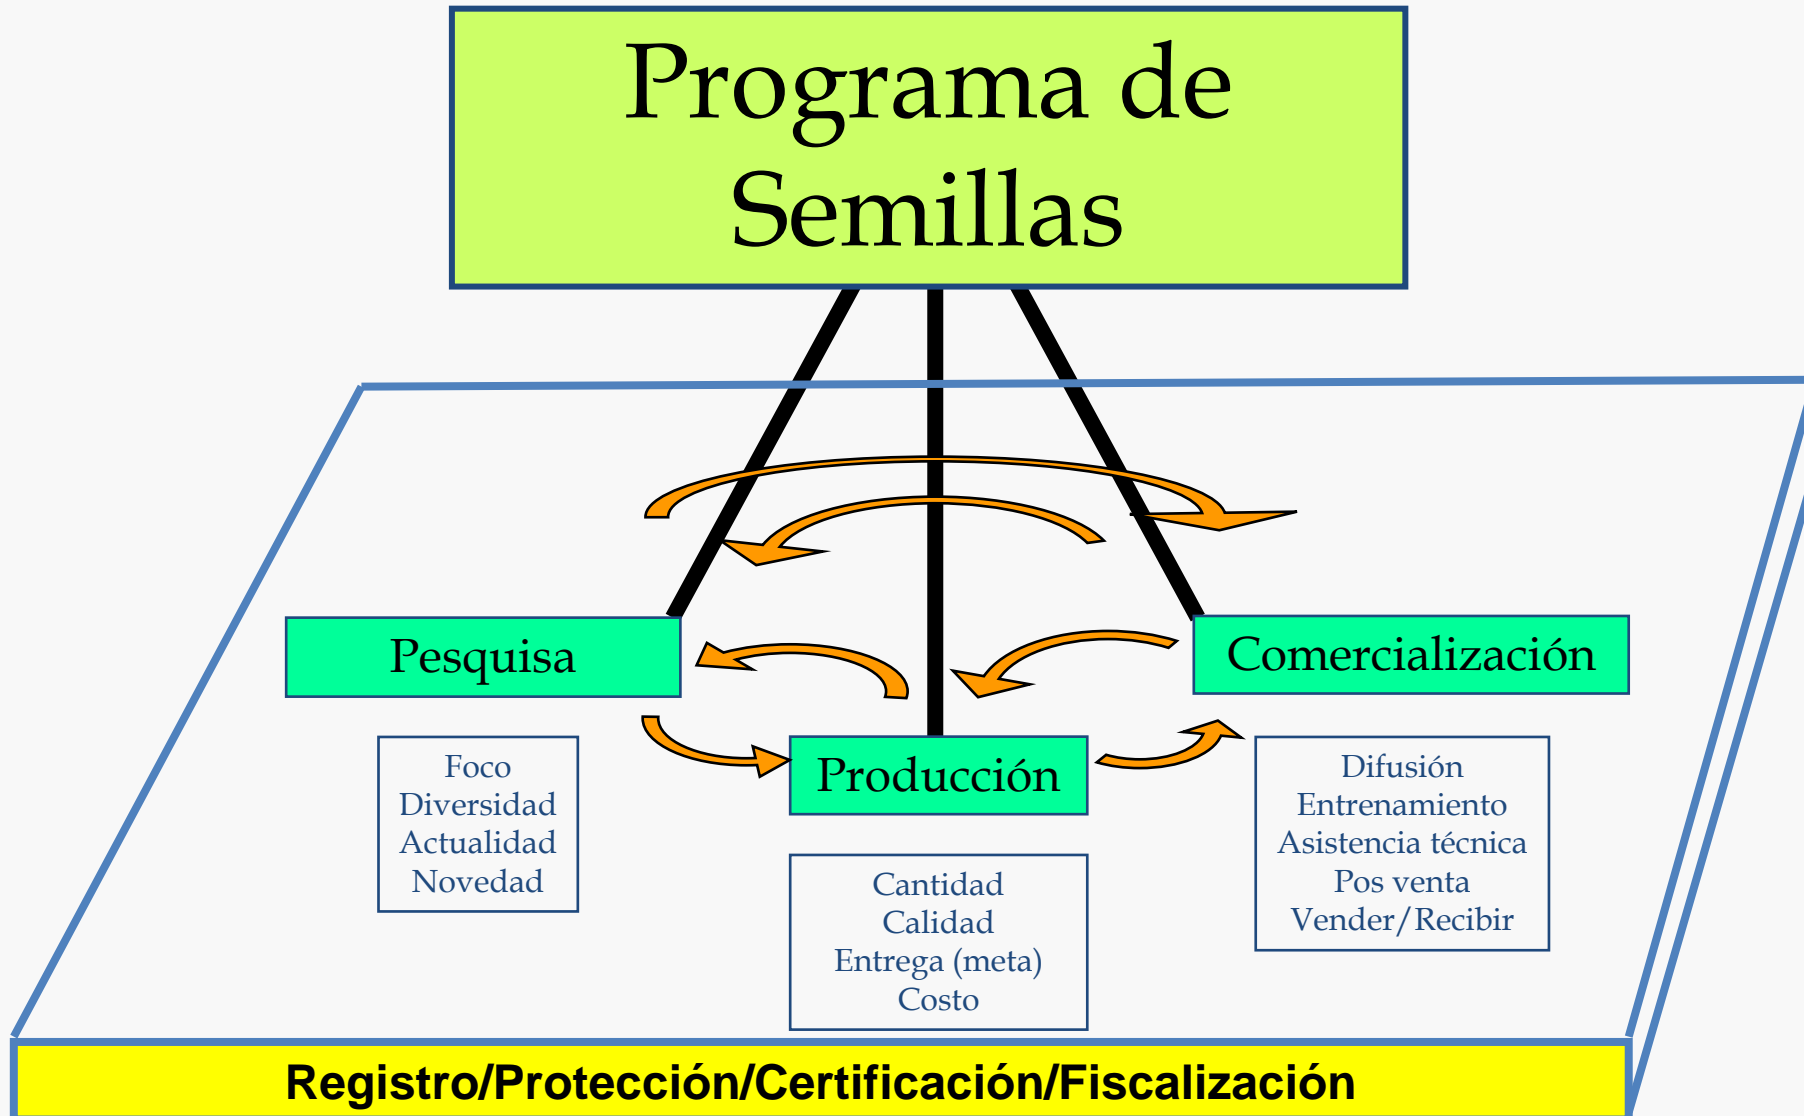 Programa de
Semillas
Pesquisa
Comercialización
Producción
Foco
Diversidad
Actualidad
Novedad
Cantidad
Calidad
Entrega (meta)
Costo
Difusión
Entrenamiento
Asistencia técnica
Pos venta
Vender/Recibir
Registro/Protección/Certificación/Fiscalización